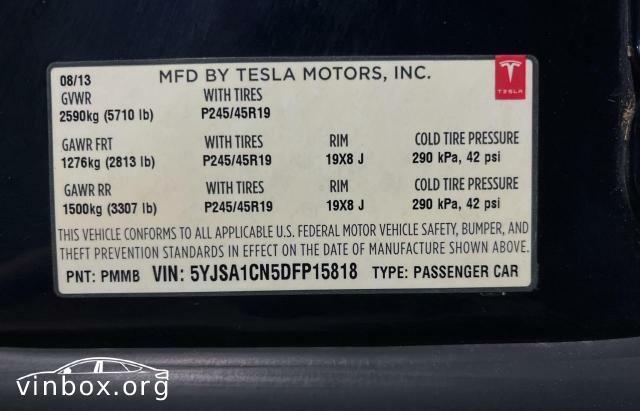 08/13 MFD BY TESLA MOTORS, INC. TESLA
GVWR WITH TIRES
2590kg (5710 lb) P245/45R19
GAWR FRT WITH TIRES RIM COLD TIRE PRESSURE
1276kg (2813 lb) P245/45R19 19X8 J 290 kPa, 42 psi
GAWR RR WITH TIRES RIM COLD TIRE PRESSURE
1500kg (3307 lb) P245/45R19 19X8 J 290 kPa, 42 psi
THIS VEHICLE CONFORMS TO ALL APPLICABLE U.S. FEDERAL MOTOR VEHICLE SAFETY, BUMPER, AND
THEFT PREVENTION STANDARDS IN EFFECT ON THE DATE OF MANUFACTURE SHOWN ABOVE.
PNT: PMMB VIN: 5YJSA1CN5DFP15818 TYPE: PASSENGER CAR
vinbox.org